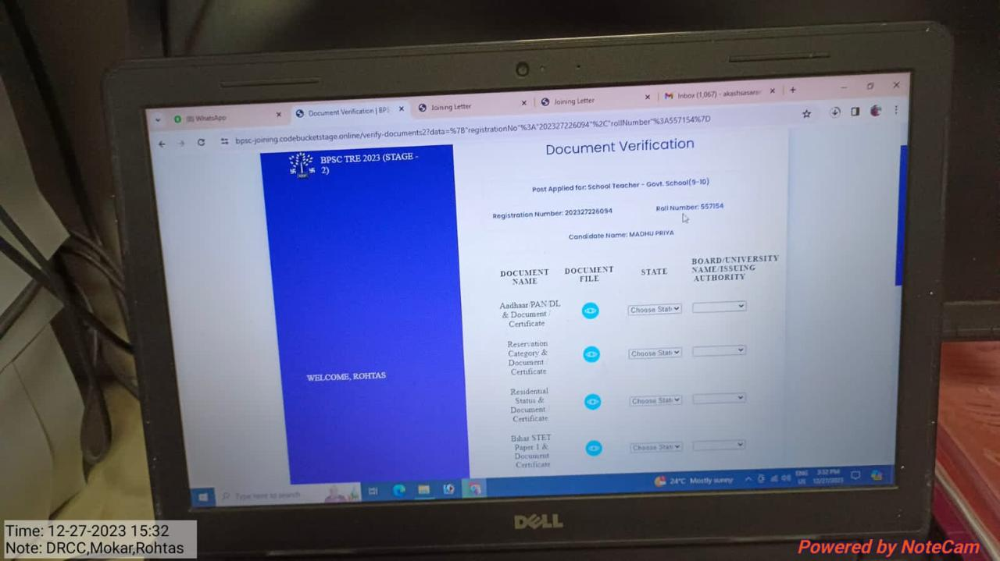 (5) WhatsApp
Document Verification | BPS
Joining Letter
Joining Letter
Inbox (1,067) - akashsasara
bpsc-joining.codebucketstage.online/verify-documents2?data=%7B"registrationNo"%3A"202327226094"%2C"rollNumber"%3A557154%7D
BPSC TRE 2023 (STAGE -
2)
WELCOME, ROHTAS
Document Verification
Post Applied for: School Teacher - Govt. School(9-10)
Registration Number: 202327226094
Roll Number: 557154
Candidate Name: MADHU PRIYA
DOCUMENT
NAME
DOCUMENT
FILE
STATE
BOARD/UNIVERSITY
NAME/ISSUING
AUTHORITY
Aadhaar/PAN/DL
& Document /
Certificate
Choose Stat
Reservation
Category &
Document /
Certificate
Choose Stat
Residential
Status &
Document /
Certificate
Choose Stat
Bihar STET
Paper 1 &
Document /
Certificate
Choose Stat
Type here to search
24°C Mostly sunny
ENG
US
3:32 PM
12/27/2023
DELL
Time: 12-27-2023 15:32
Note: DRCC,Mokar,Rohtas
Powered by NoteCam